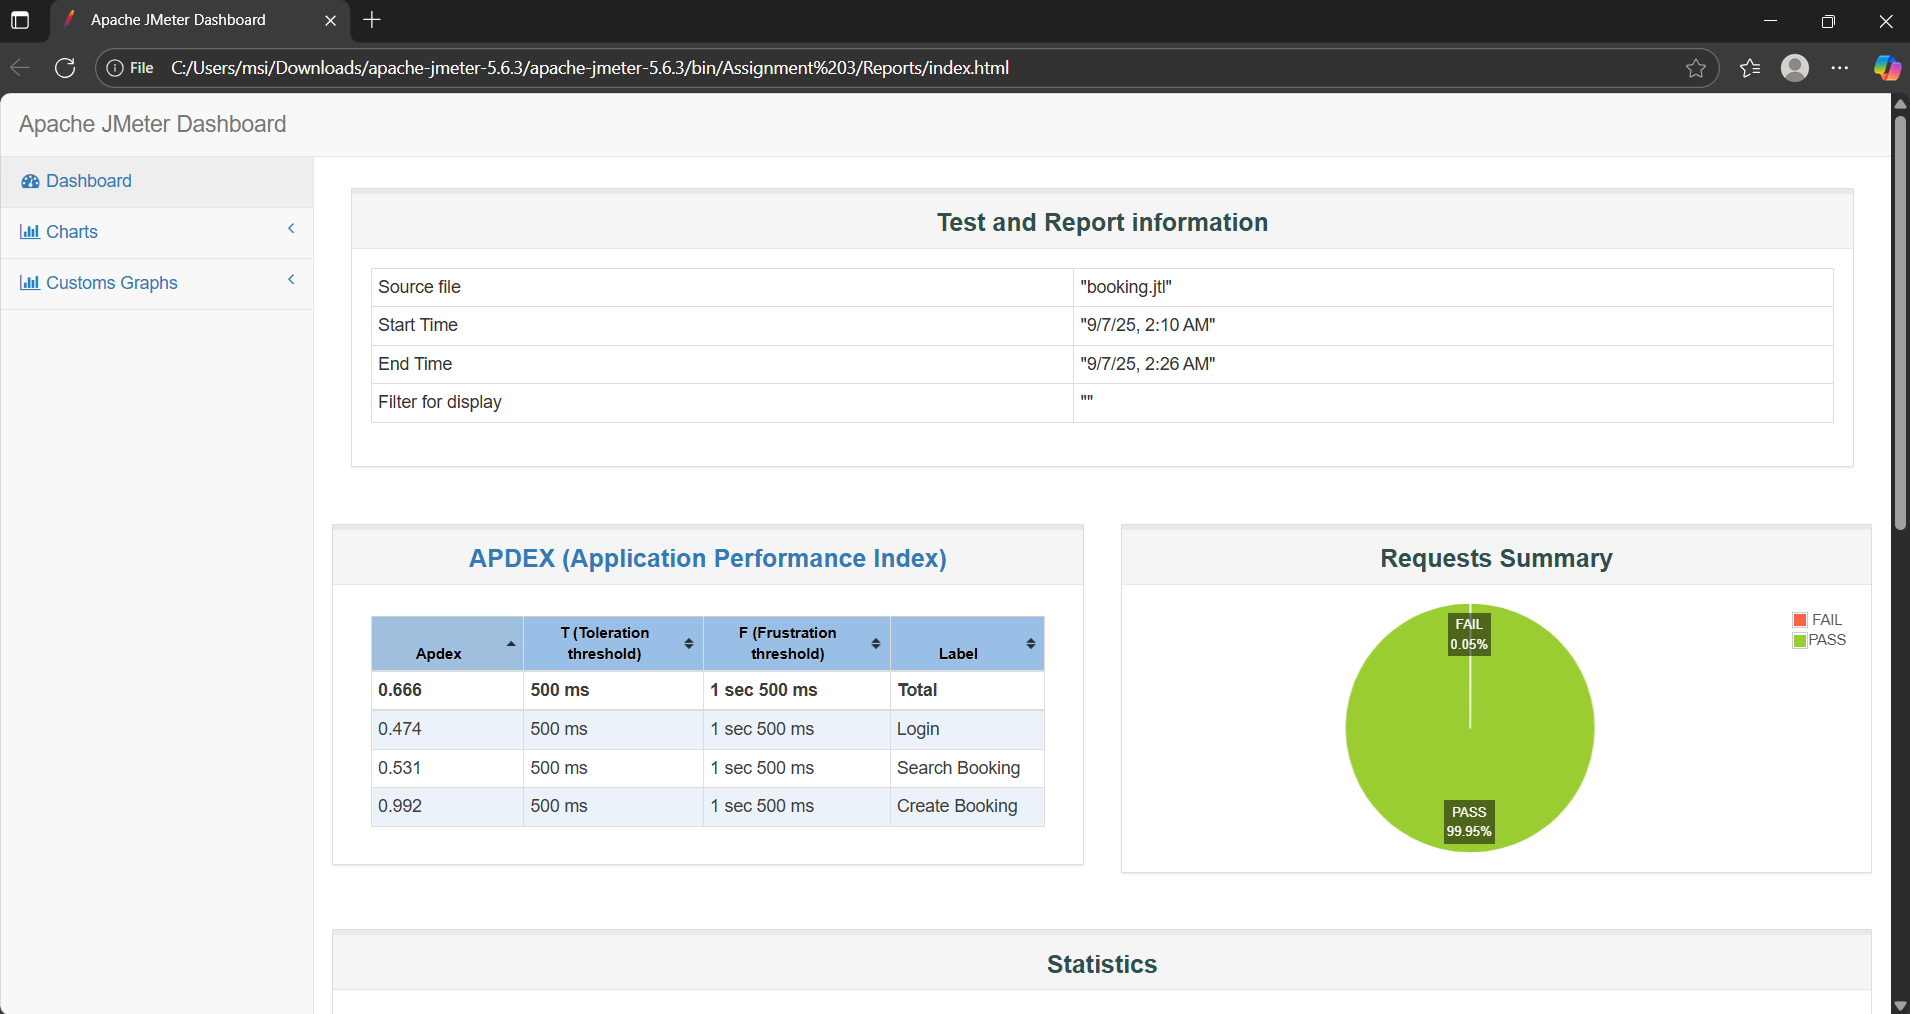 Apache JMeter Dashboard
File C:/Users/msi/Downloads/apache-jmeter-5.6.3/apache-jmeter-5.6.3/bin/Assignment%203/Reports/index.html
Apache JMeter Dashboard
Dashboard
Charts
Customs Graphs
Test and Report information
Source file "booking.jtl"
Start Time "9/7/25, 2:10 AM"
End Time "9/7/25, 2:26 AM"
Filter for display ""
APDEX (Application Performance Index)
Apdex T (Toleration threshold) F (Frustration threshold) Label
0.666 500 ms 1 sec 500 ms Total
0.474 500 ms 1 sec 500 ms Login
0.531 500 ms 1 sec 500 ms Search Booking
0.992 500 ms 1 sec 500 ms Create Booking
Requests Summary
FAIL
0.05%
PASS
99.95%
FAIL
PASS
Statistics